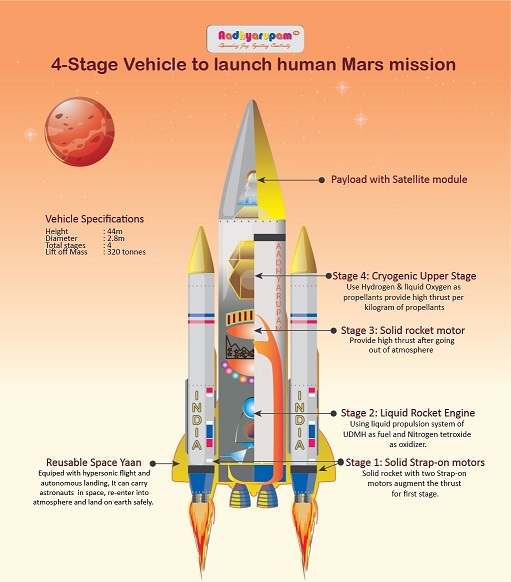 Aadhyarupam
Spreading Joy, Igniting Creativity
4-Stage Vehicle to launch human Mars mission
Payload with Satellite module
Vehicle Specifications
Height : 44m
Diameter : 2.8m
Total stages : 4
Lift off Mass : 320 tonnes
AADHYARUPAM
Stage 4: Cryogenic Upper Stage
Use Hydrogen & liquid Oxygen as
propellants provide high thrust per
kilogram of propellants
Stage 3: Solid rocket motor
Provide high thrust after going
out of atmosphere
INDIA
INDIA
Stage 2: Liquid Rocket Engine
Using liquid propulsion system of
UDMH as fuel and Nitrogen tetroxide
as oxidizer.
Reusable Space Yaan
Equiped with hypersonic flight and
autonomous landing, It can carry
astronauts in space, re-enter into
atmosphere and land on earth safely.
Stage 1: Solid Strap-on motors
Solid rocket with two Strap-on
motors augment the thrust
for first stage.